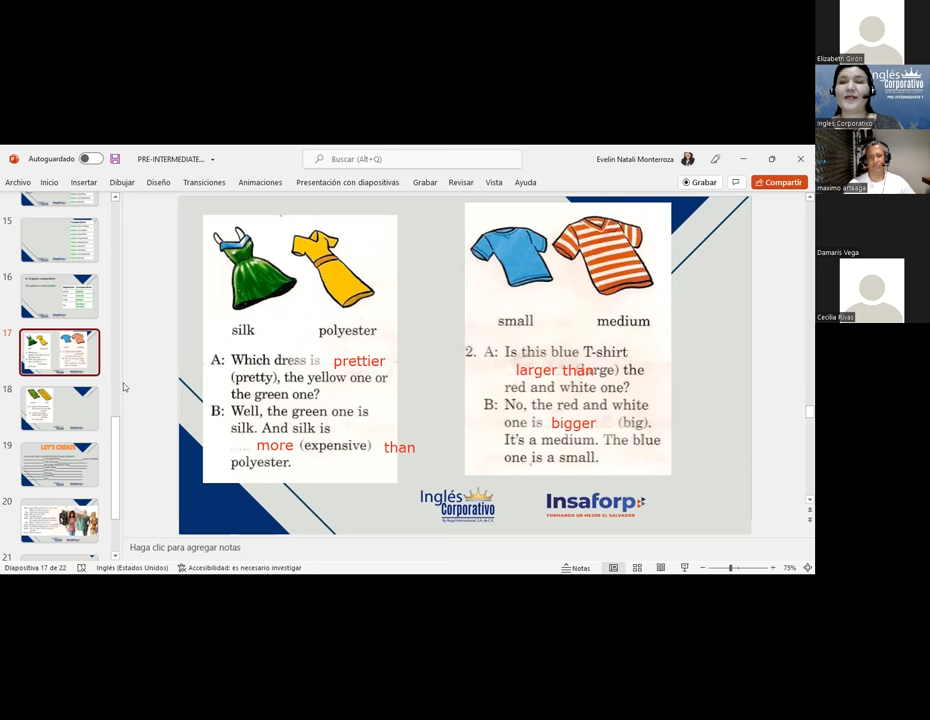 Autoguardado
PRE-INTERMEDIATE...
Buscar (Alt+Q)
Evelin Natali Monterroza
Archivo Inicio Insertar Dibujar Diseño Transiciones Animaciones Presentación con diapositivas Grabar Revisar Vista Ayuda
Grabar
Compartir
15
16
17
18
19
LET'S CREATE
20
21
silk polyester
A: Which dress is prettier
(pretty), the yellow one or
the green one?
B: Well, the green one is
silk. And silk is
more (expensive) than
polyester.
small medium
2. A: Is this blue T-shirt
larger than (large) the
red and white one?
B: No, the red and white
one is bigger (big).
It's a medium. The blue
one is a small.
Inglés
Corporativo
Insaforp
FORMANDO UN MEJOR EL SALVADOR
Haga clic para agregar notas
Diapositiva 17 de 22
Inglés (Estados Unidos)
Accesibilidad: es necesario investigar
Notas
75%
Elizabeth Girón
Inglés
Corporativo
PRE-INTERMEDIATE 1
Ingles Corporativo
maximo arteaga
Damaris Vega
Cecilia Rivas